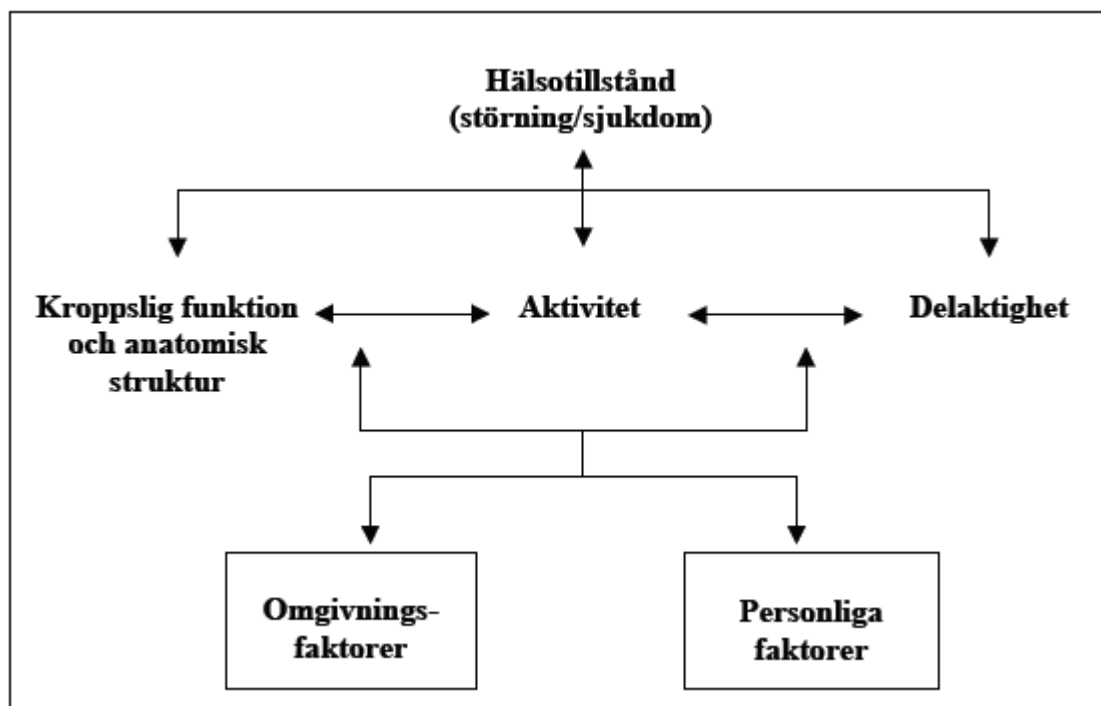 Hälsotillstånd
(störning/sjukdom)
Kroppslig funktion
och anatomisk
struktur
Aktivitet
Delaktighet
Omgivnings-
faktorer
Personliga
faktorer